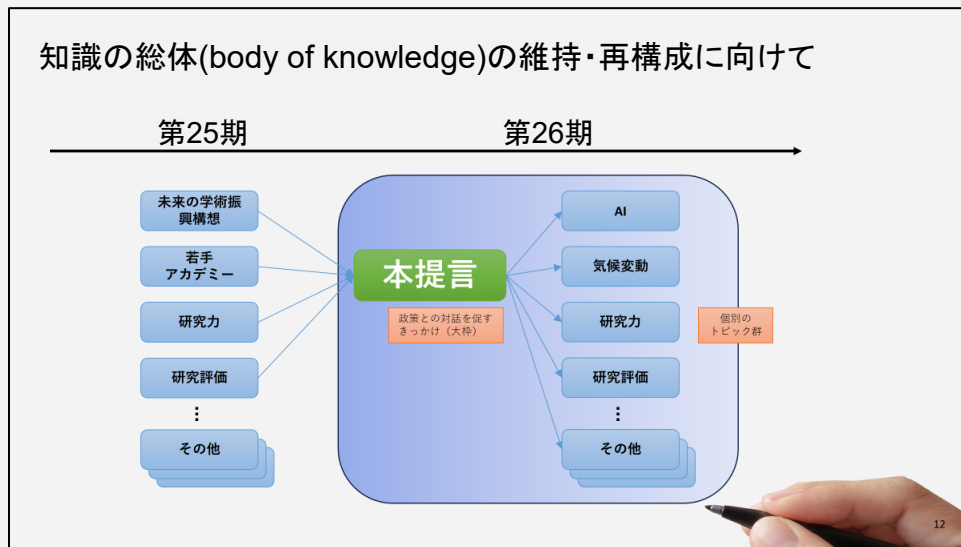 知識の総体(body of knowledge)の維持・再構成に向けて
第25期
第26期
未来の学術振
興構想
若手
アカデミー
研究力
研究評価
⋮
その他
本提言
政策との対話を促す
きっかけ（大枠）
AI
気候変動
研究力
研究評価
⋮
その他
個別の
トピック群
12